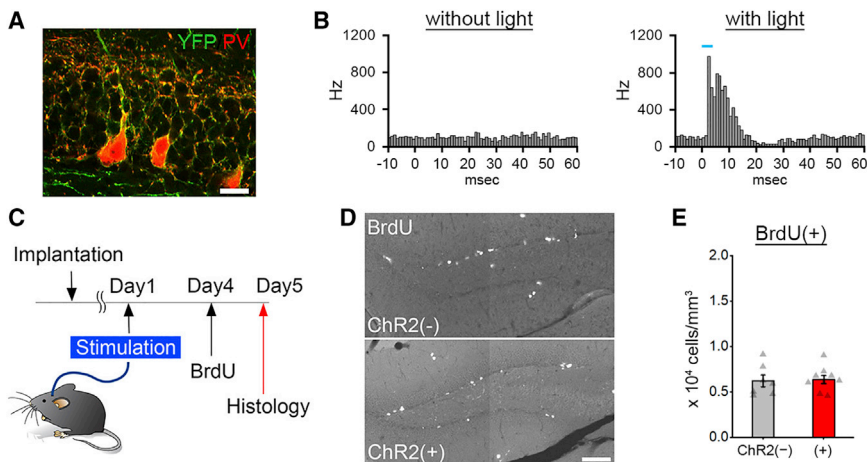 A
YFP PV
B
without light
Hz
1200
800
400
0
-10 0 10 20 30 40 50 60
msec
with light
Hz
1200
800
400
0
-10 0 10 20 30 40 50 60
msec
C
Implantation
Day1 Day4 Day5
Stimulation
BrdU
Histology
D
BrdU
ChR2(-)
ChR2(+)
E
BrdU(+)
x 10⁴ cells/mm³
2.0
1.5
1.0
0.5
0.0
ChR2(−) (+)